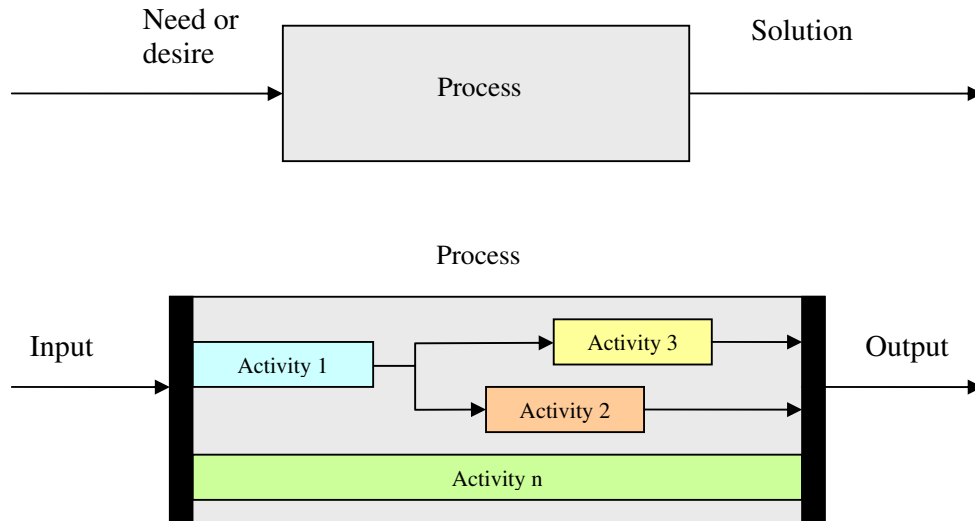 Need or
desire
Process
Solution
Process
Input
Activity 1
Activity 3
Activity 2
Output
Activity n